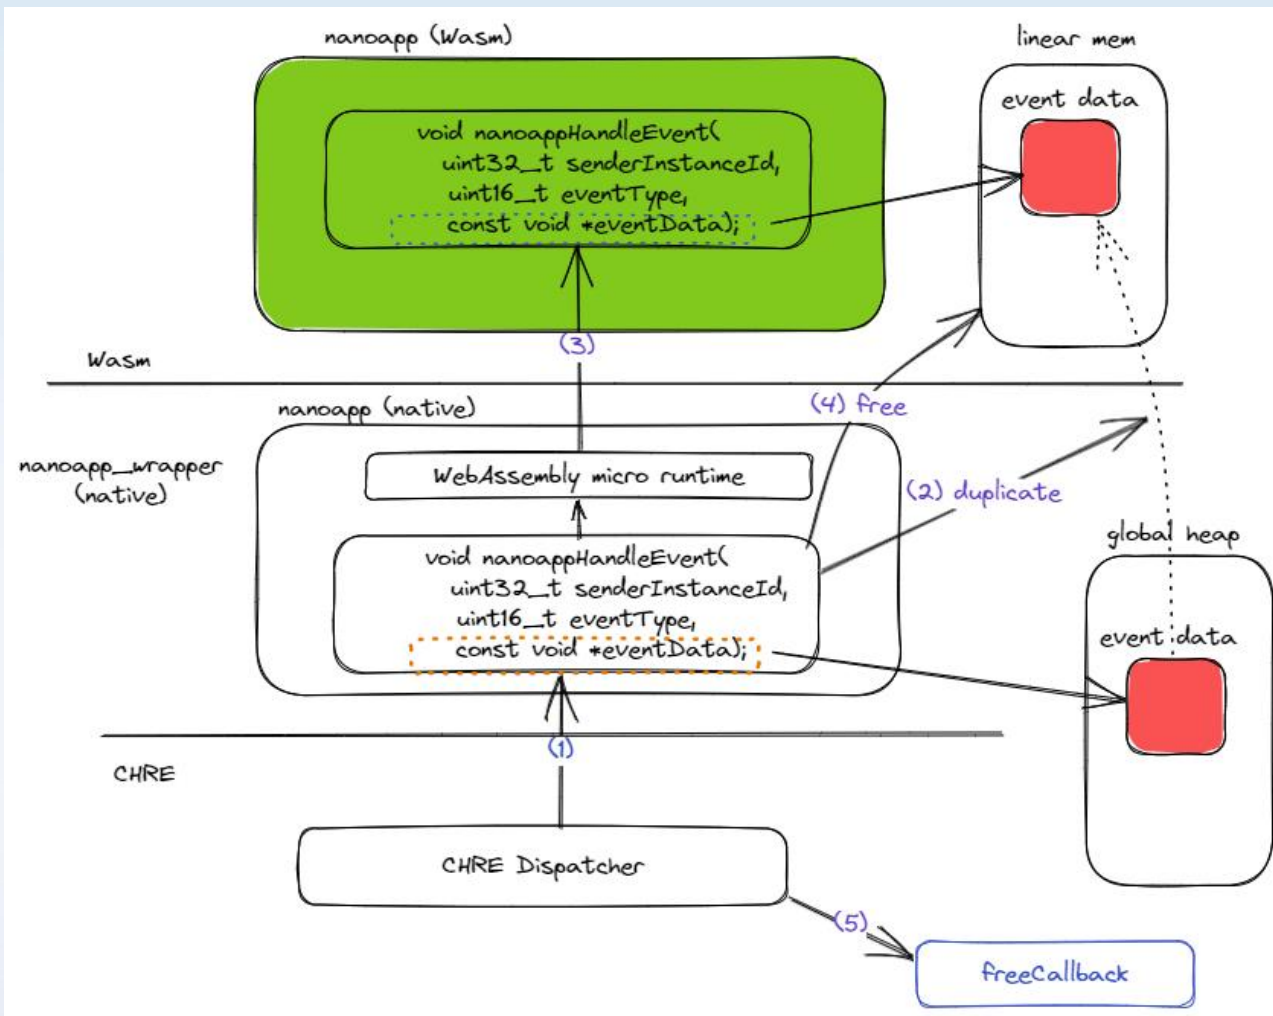 nanoapp (Wasm)
linear mem
event data
void nanoappHandleEvent(
uint32_t senderInstanceId,
uint16_t eventType,
const void *eventData);
(3)
Wasm
nanoapp (native)
(4) free
nanoapp_wrapper
(native)
WebAssembly micro runtime
(2) duplicate
global heap
void nanoappHandleEvent(
uint32_t senderInstanceId,
uint16_t eventType,
const void *eventData);
event data
(1)
CHRE
CHRE Dispatcher
(5)
freeCallback